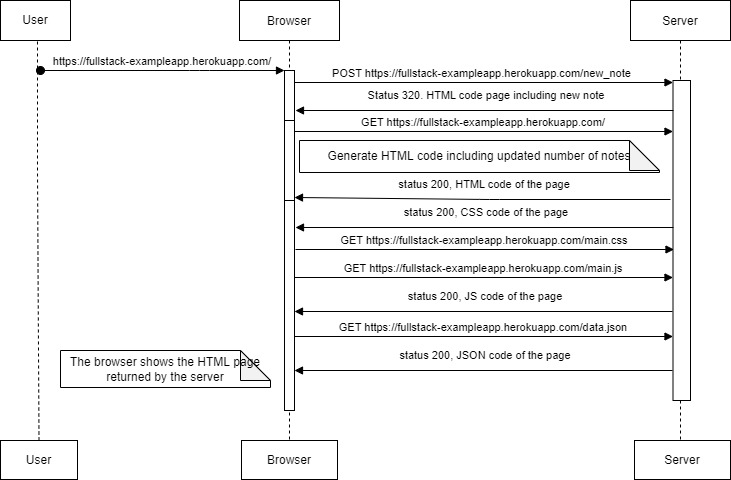 User
Browser
Server
https://fullstack-exampleapp.herokuapp.com/
POST https://fullstack-exampleapp.herokuapp.com/new_note
Status 320. HTML code page including new note
GET https://fullstack-exampleapp.herokuapp.com/
Generate HTML code including updated number of notes
status 200, HTML code of the page
status 200, CSS code of the page
GET https://fullstack-exampleapp.herokuapp.com/main.css
GET https://fullstack-exampleapp.herokuapp.com/main.js
status 200, JS code of the page
GET https://fullstack-exampleapp.herokuapp.com/data.json
status 200, JSON code of the page
The browser shows the HTML page
returned by the server
User
Browser
Server